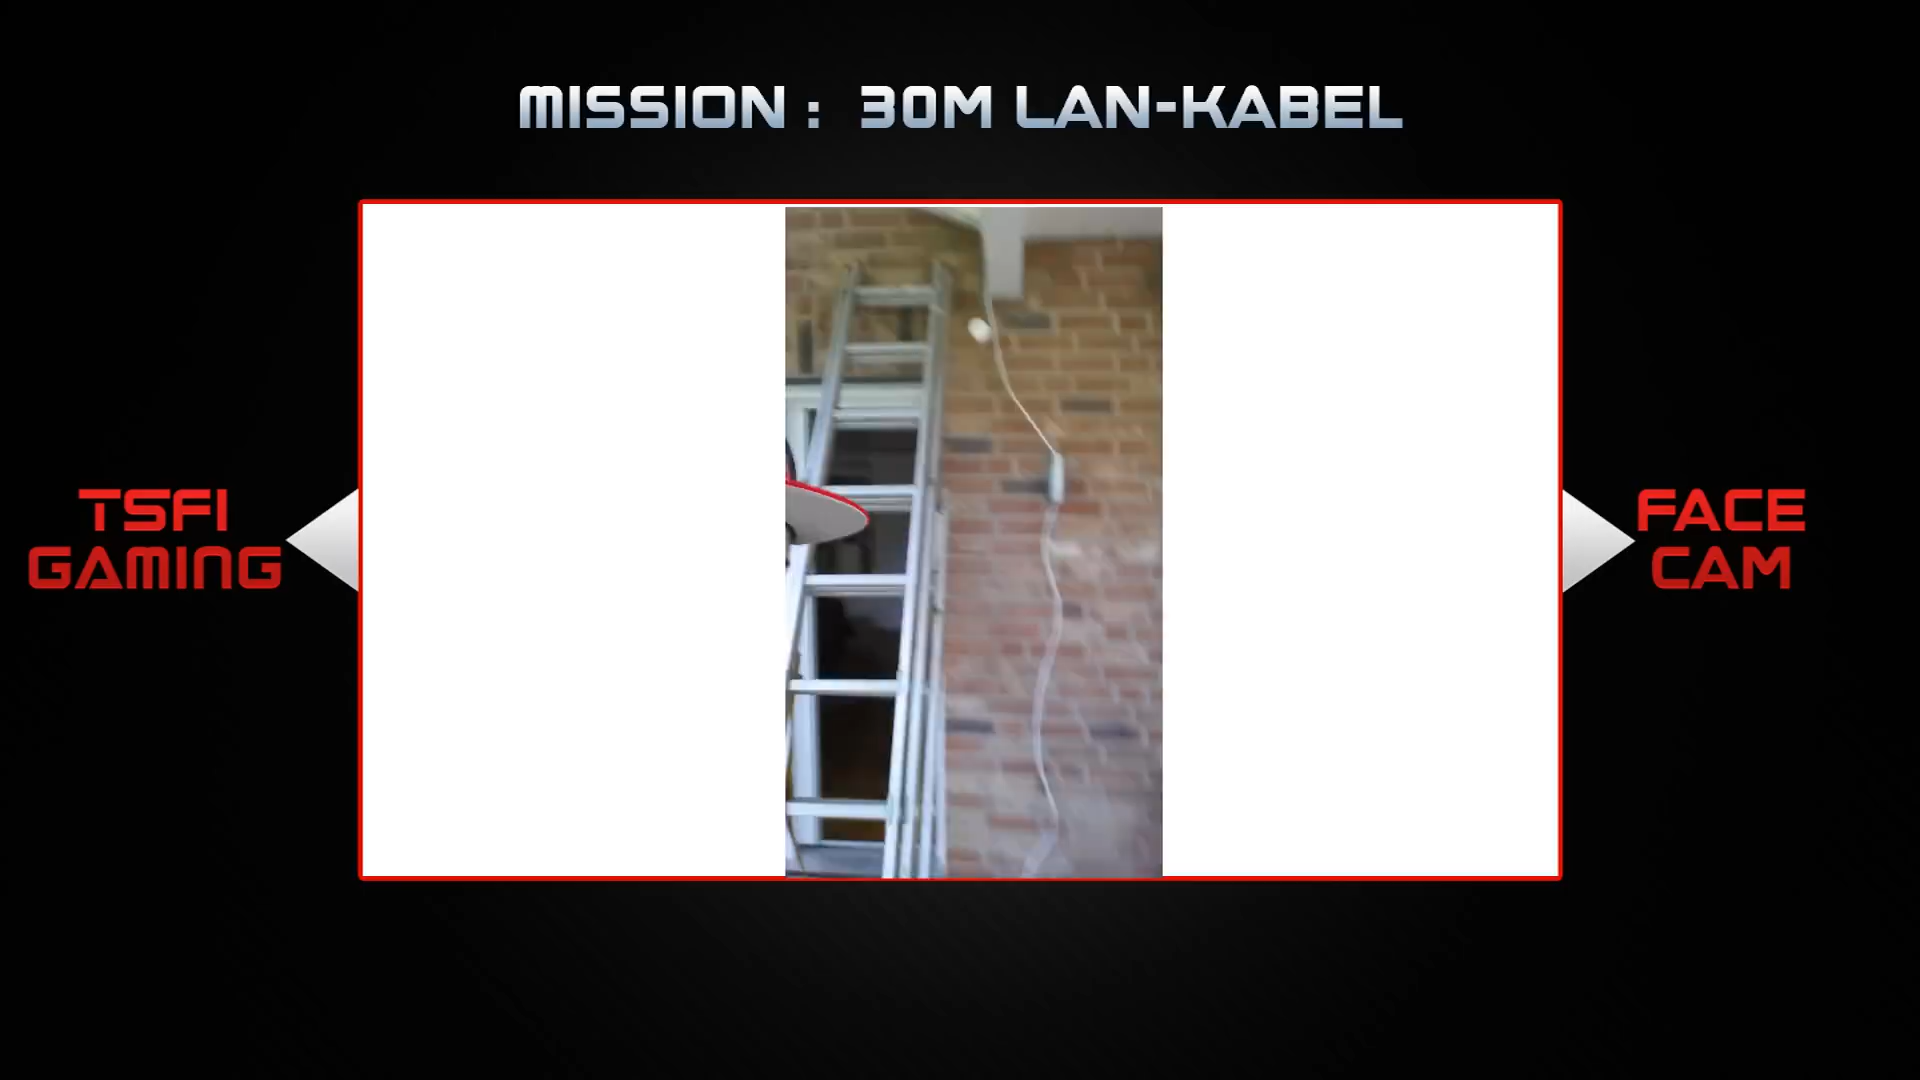 MISSION : 30M LAN-KABEL
TSFI
GAMING
FACE
CAM